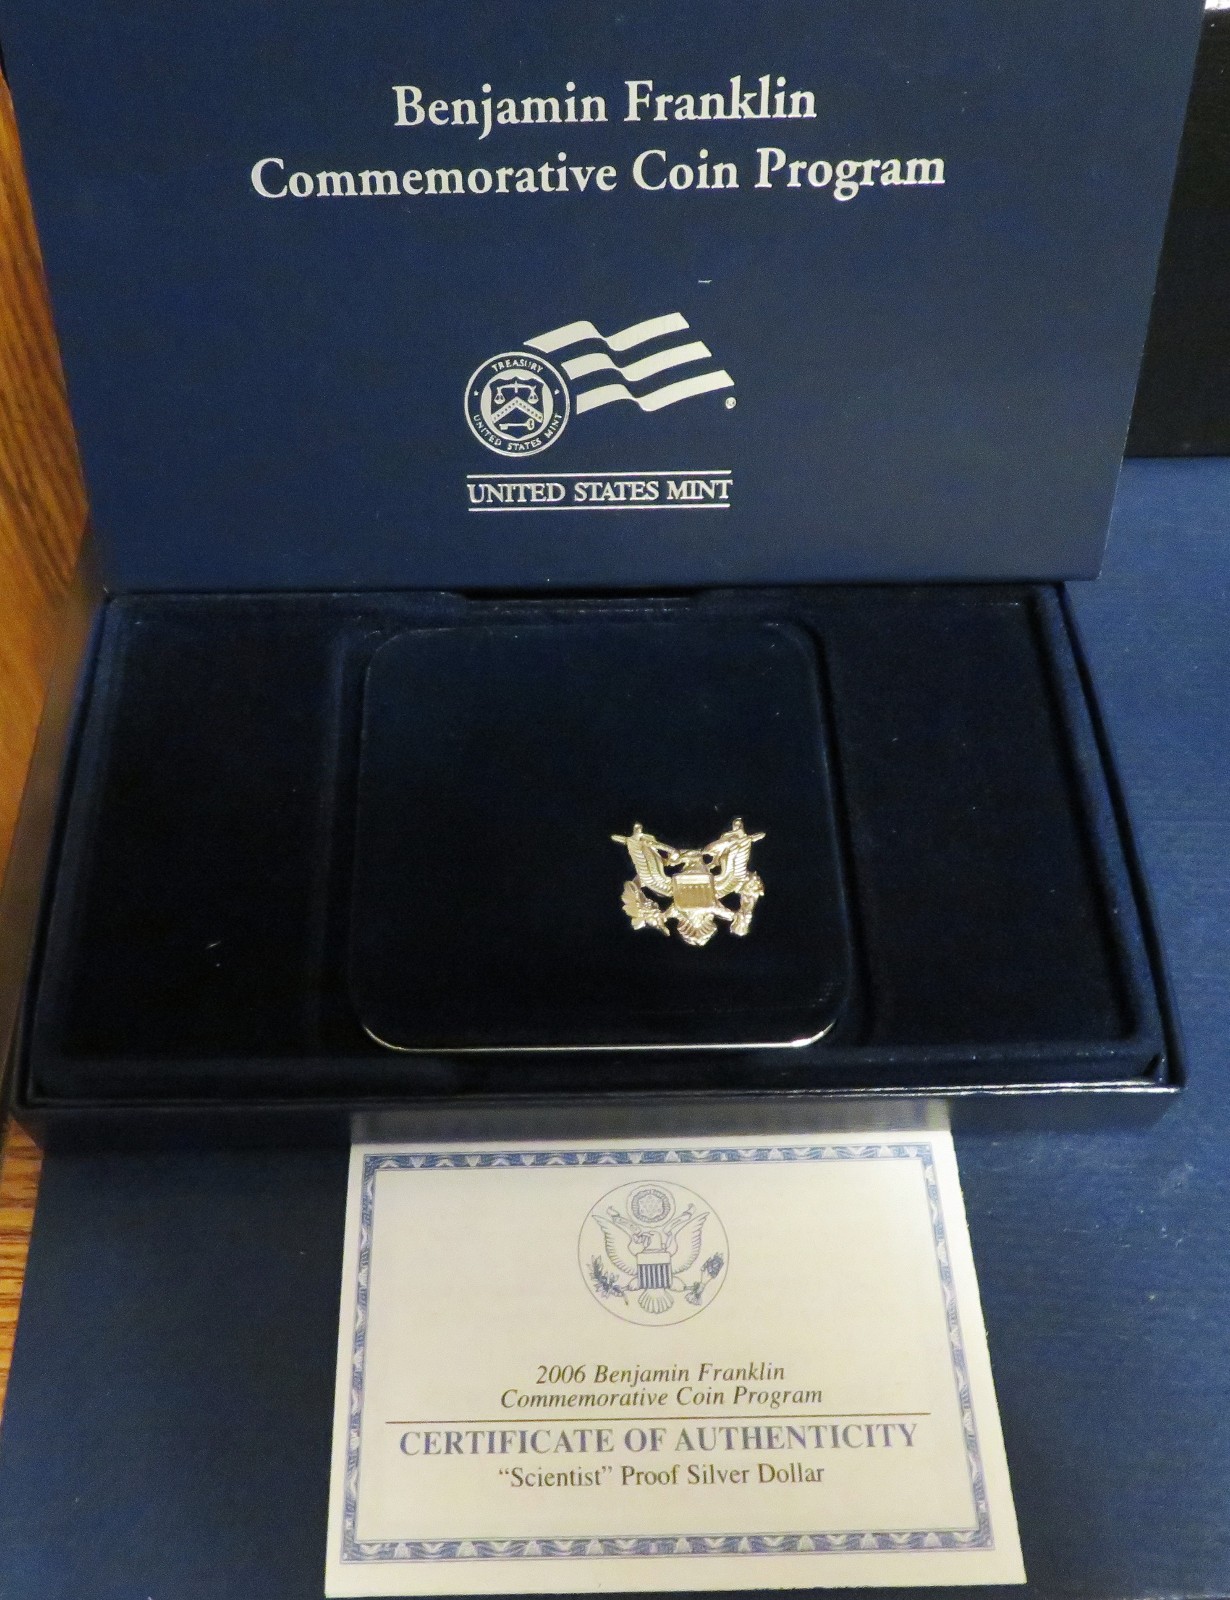 Benjamin Franklin
Commemorative Coin Program
TREASURY
UNITED STATES MINT
UNITED STATES MINT
2006 Benjamin Franklin
Commemorative Coin Program
CERTIFICATE OF AUTHENTICITY
“Scientist” Proof Silver Dollar